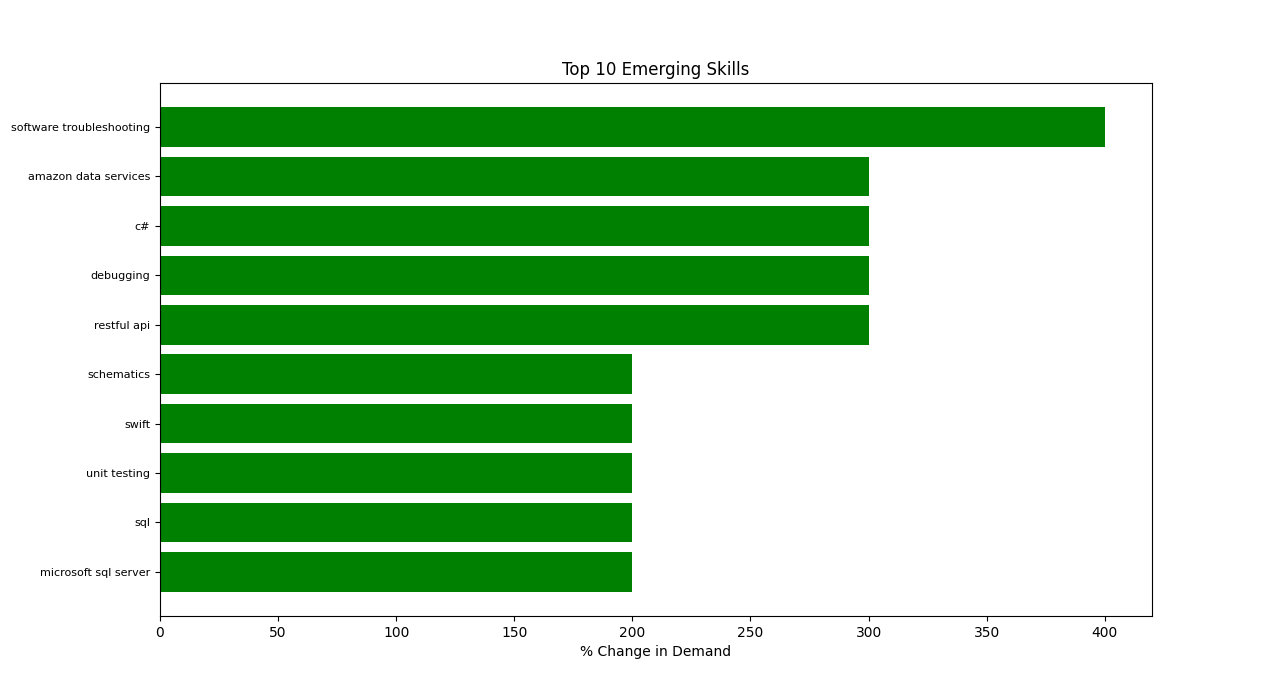 Top 10 Emerging Skills
software troubleshooting
amazon data services
c#
debugging
restful api
schematics
swift
unit testing
sql
microsoft sql server
0 50 100 150 200 250 300 350 400
% Change in Demand